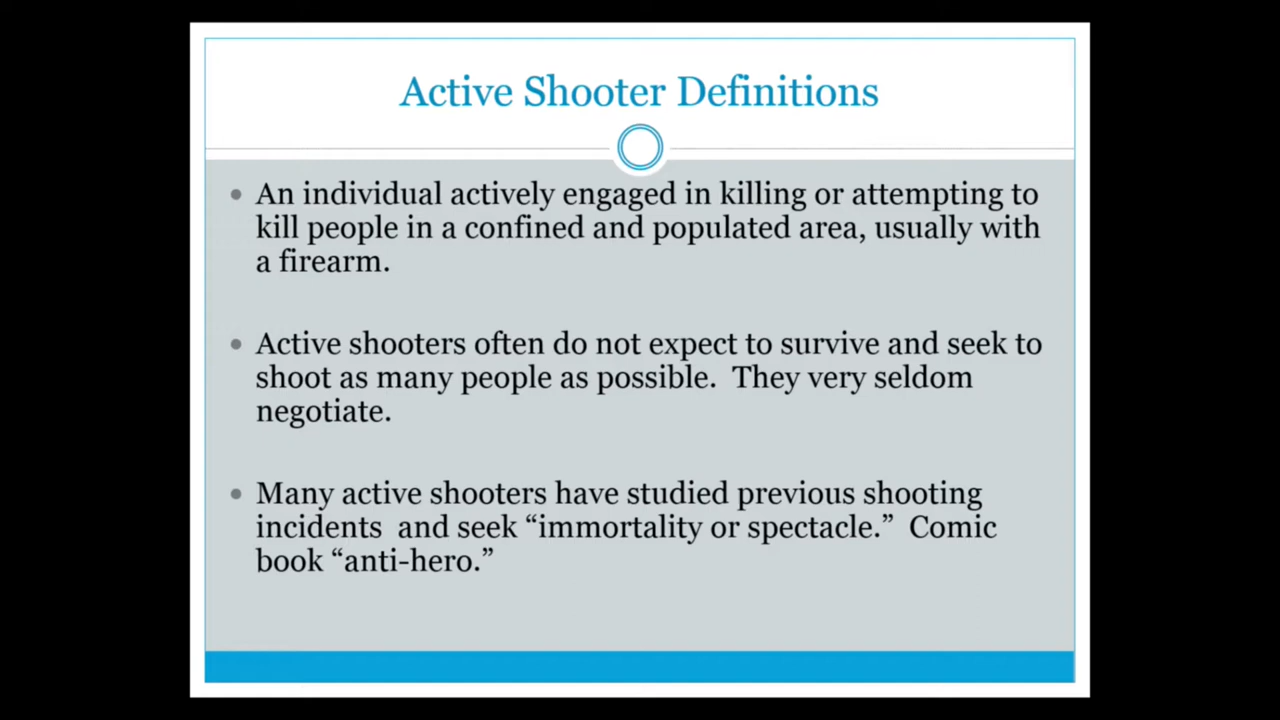 Active Shooter Definitions
• An individual actively engaged in killing or attempting to
kill people in a confined and populated area, usually with
a firearm.
• Active shooters often do not expect to survive and seek to
shoot as many people as possible.  They very seldom
negotiate.
• Many active shooters have studied previous shooting
incidents  and seek “immortality or spectacle.”  Comic
book “anti-hero.”